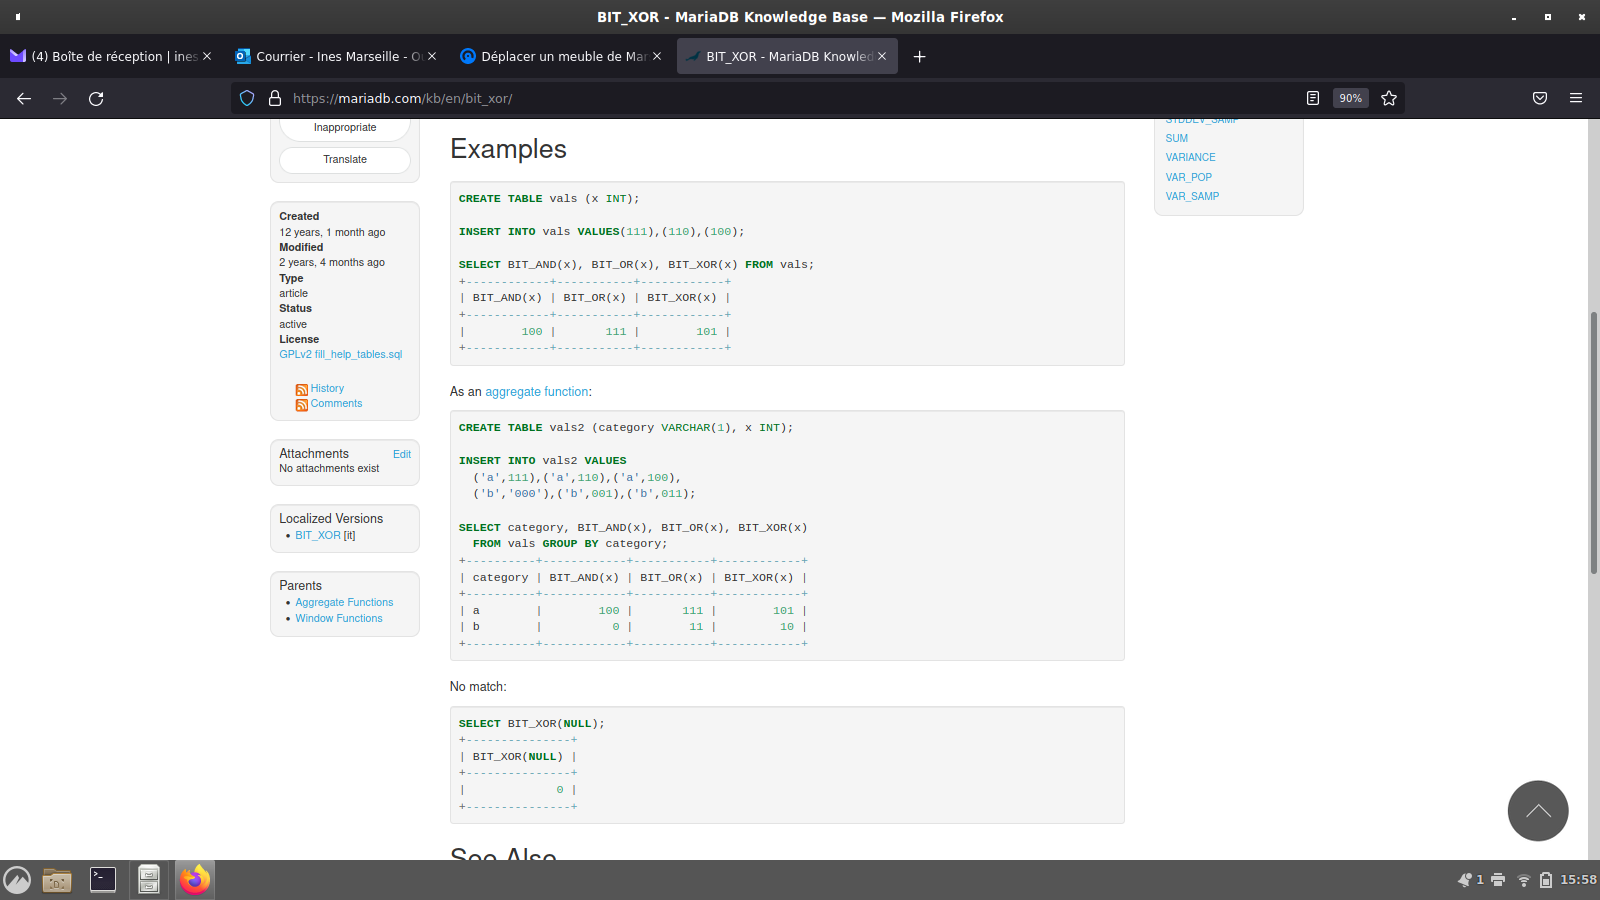 BIT_XOR - MariaDB Knowledge Base — Mozilla Firefox
(4) Boîte de réception | ines
Courrier - Ines Marseille - O
Déplacer un meuble de Mar
BIT_XOR - MariaDB Knowled
https://mariadb.com/kb/en/bit_xor/
90%
Inappropriate
Translate
Created
12 years, 1 month ago
Modified
2 years, 4 months ago
Type
article
Status
active
License
GPLv2 fill_help_tables.sql
History
Comments
Attachments Edit
No attachments exist
Localized Versions
• BIT_XOR [it]
Parents
• Aggregate Functions
• Window Functions
Examples
CREATE TABLE vals (x INT);
INSERT INTO vals VALUES(111),(110),(100);
SELECT BIT_AND(x), BIT_OR(x), BIT_XOR(x) FROM vals;
+------------+-----------+------------+
| BIT_AND(x) | BIT_OR(x) | BIT_XOR(x) |
+------------+-----------+------------+
|        100 |       111 |        101 |
+------------+-----------+------------+
As an aggregate function:
CREATE TABLE vals2 (category VARCHAR(1), x INT);
INSERT INTO vals2 VALUES
  ('a',111),('a',110),('a',100),
  ('b','000'),('b',001),('b',011);
SELECT category, BIT_AND(x), BIT_OR(x), BIT_XOR(x)
  FROM vals GROUP BY category;
+----------+------------+-----------+------------+
| category | BIT_AND(x) | BIT_OR(x) | BIT_XOR(x) |
+----------+------------+-----------+------------+
| a        |        100 |       111 |        101 |
| b        |          0 |        11 |         10 |
+----------+------------+-----------+------------+
No match:
SELECT BIT_XOR(NULL);
+---------------+
| BIT_XOR(NULL) |
+---------------+
|             0 |
+---------------+
See Also
STDDEV_SAMP
SUM
VARIANCE
VAR_POP
VAR_SAMP
1
15:58